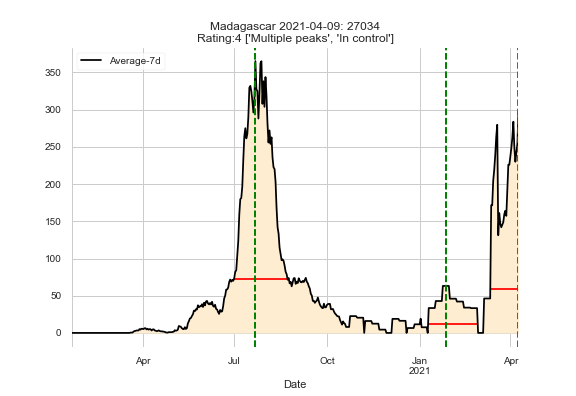 Madagascar 2021-04-09: 27034
Rating:4 ['Multiple peaks', 'In control']
Average-7d
350
300
250
200
150
100
50
0
Apr
Jul
Oct
Jan
2021
Apr
Date